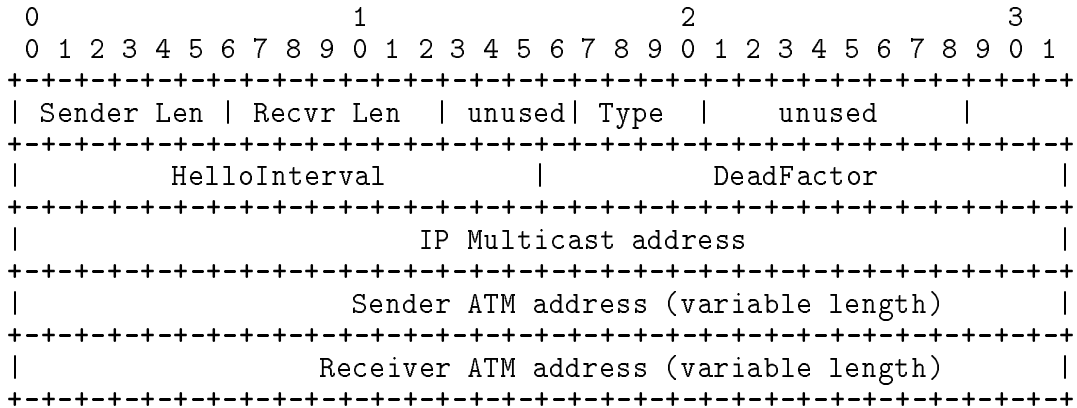 0                   1                   2                   3
 0 1 2 3 4 5 6 7 8 9 0 1 2 3 4 5 6 7 8 9 0 1 2 3 4 5 6 7 8 9 0 1
+-+-+-+-+-+-+-+-+-+-+-+-+-+-+-+-+-+-+-+-+-+-+-+-+-+-+-+-+-+-+-+-+
| Sender Len | Recvr Len  | unused| Type  |    unused     |     |
+-+-+-+-+-+-+-+-+-+-+-+-+-+-+-+-+-+-+-+-+-+-+-+-+-+-+-+-+-+-+-+-+
|         HelloInterval         |          DeadFactor           |
+-+-+-+-+-+-+-+-+-+-+-+-+-+-+-+-+-+-+-+-+-+-+-+-+-+-+-+-+-+-+-+-+
|                        IP Multicast address                   |
+-+-+-+-+-+-+-+-+-+-+-+-+-+-+-+-+-+-+-+-+-+-+-+-+-+-+-+-+-+-+-+-+
|                    Sender ATM address (variable length)       |
+-+-+-+-+-+-+-+-+-+-+-+-+-+-+-+-+-+-+-+-+-+-+-+-+-+-+-+-+-+-+-+-+
|                  Receiver ATM address (variable length)       |
+-+-+-+-+-+-+-+-+-+-+-+-+-+-+-+-+-+-+-+-+-+-+-+-+-+-+-+-+-+-+-+-+